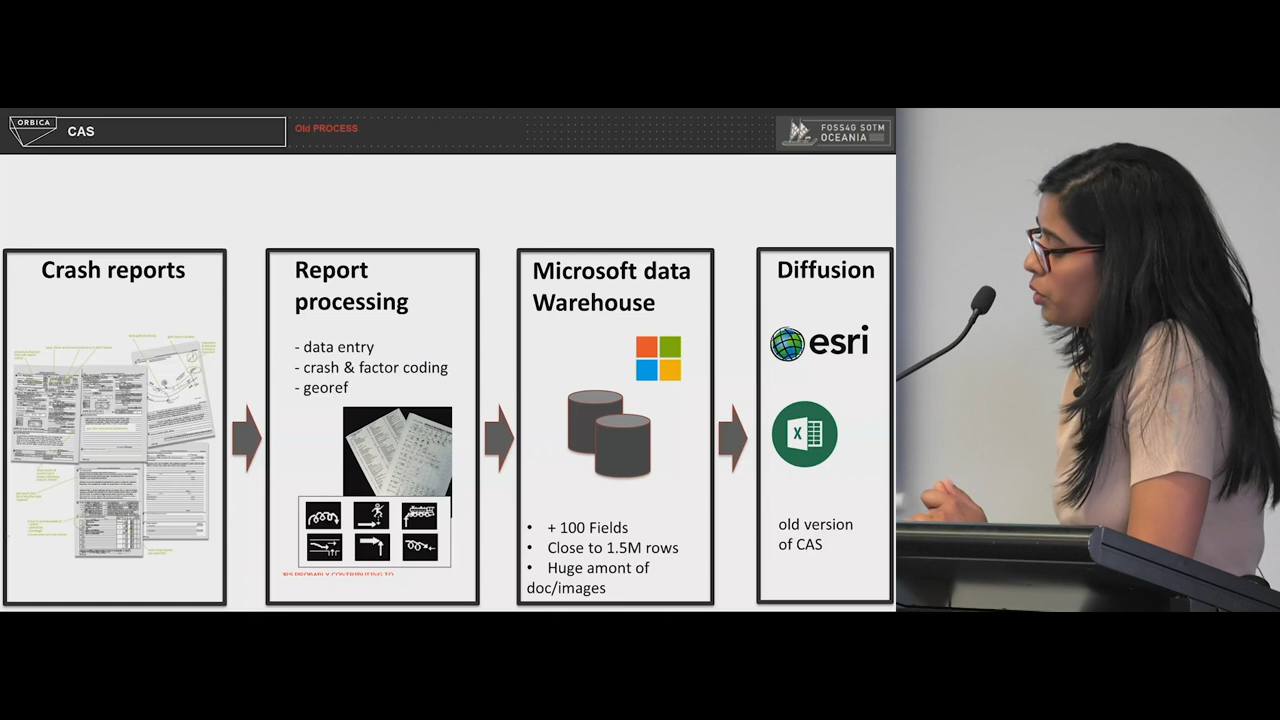 ORBICA
CAS
Old PROCESS
FOSS4G SOTM
OCEANIA
Crash reports
Report
processing
- data entry
- crash & factor coding
- georef
Microsoft data
Warehouse
+ 100 Fields
• Close to 1.5M rows
• Huge amont of
doc/images
Diffusion
esri
X
old version
of CAS